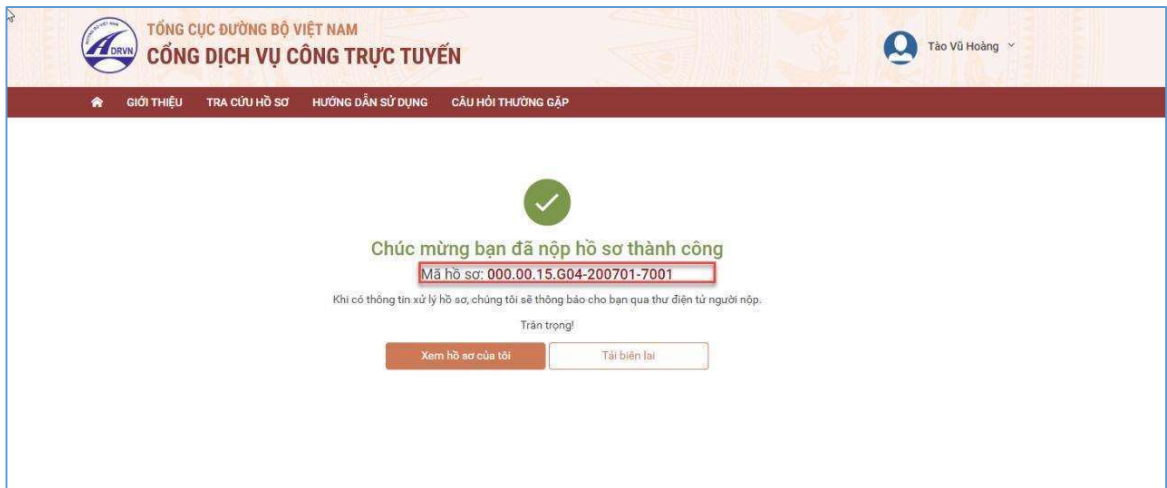 TỔNG CỤC ĐƯỜNG BỘ VIỆT NAM
DRVN
CỔNG DỊCH VỤ CÔNG TRỰC TUYẾN
Tào Vũ Hoàng
GIỚI THIỆU TRA CỨU HỒ SƠ HƯỚNG DẪN SỬ DỤNG CÂU HỎI THƯỜNG GẶP
Chúc mừng bạn đã nộp hồ sơ thành công
Mã hồ sơ: 000.00.15.G04-200701-7001
Khi có thông tin xử lý hồ sơ, chúng tôi sẽ thông báo cho bạn qua thư điện tử người nộp.
Trân trọng!
Xem hồ sơ của tôi Tải biên lai